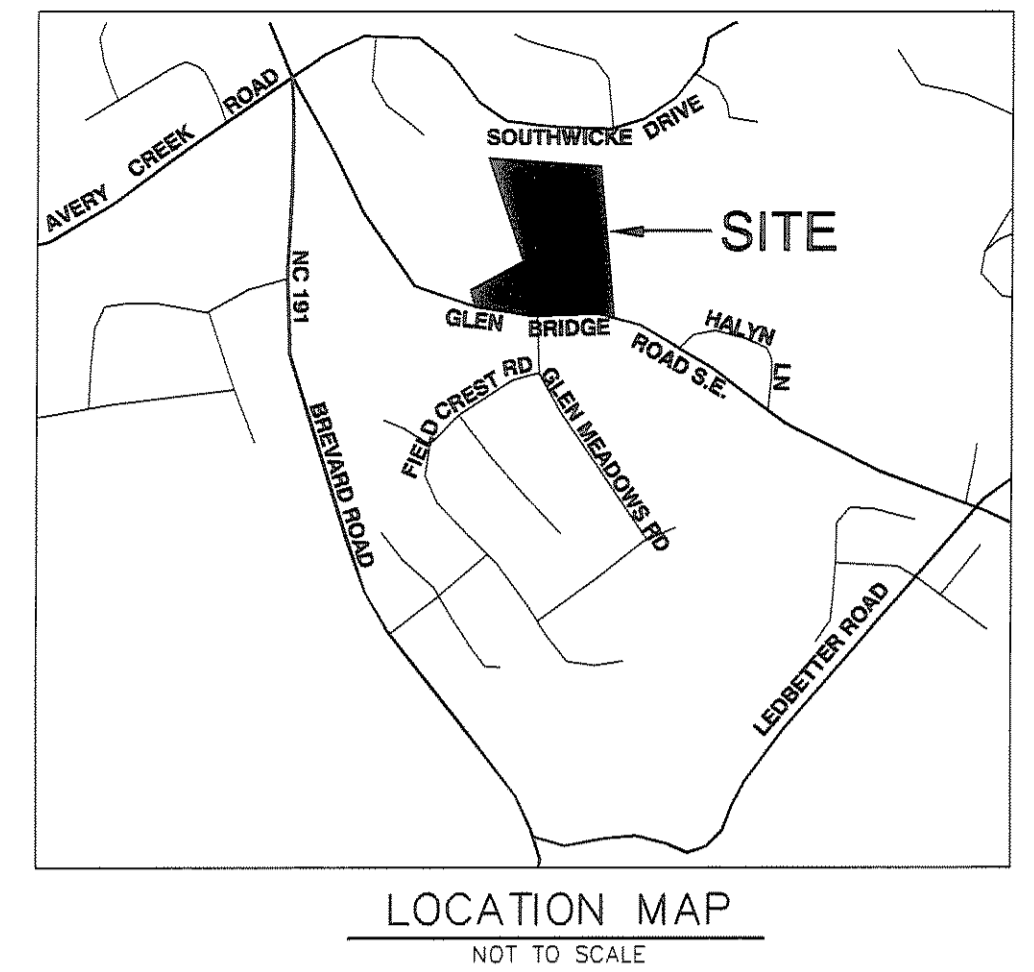 AVERY CREEK ROAD
SOUTHWICKE DRIVE
SITE
NC 191
GLEN BRIDGE ROAD S.E.
HALYN LN
FIELD CREST RD
GLEN MEADOWS RD
BREVARD ROAD
LEDBETTER ROAD
LOCATION MAP
NOT TO SCALE